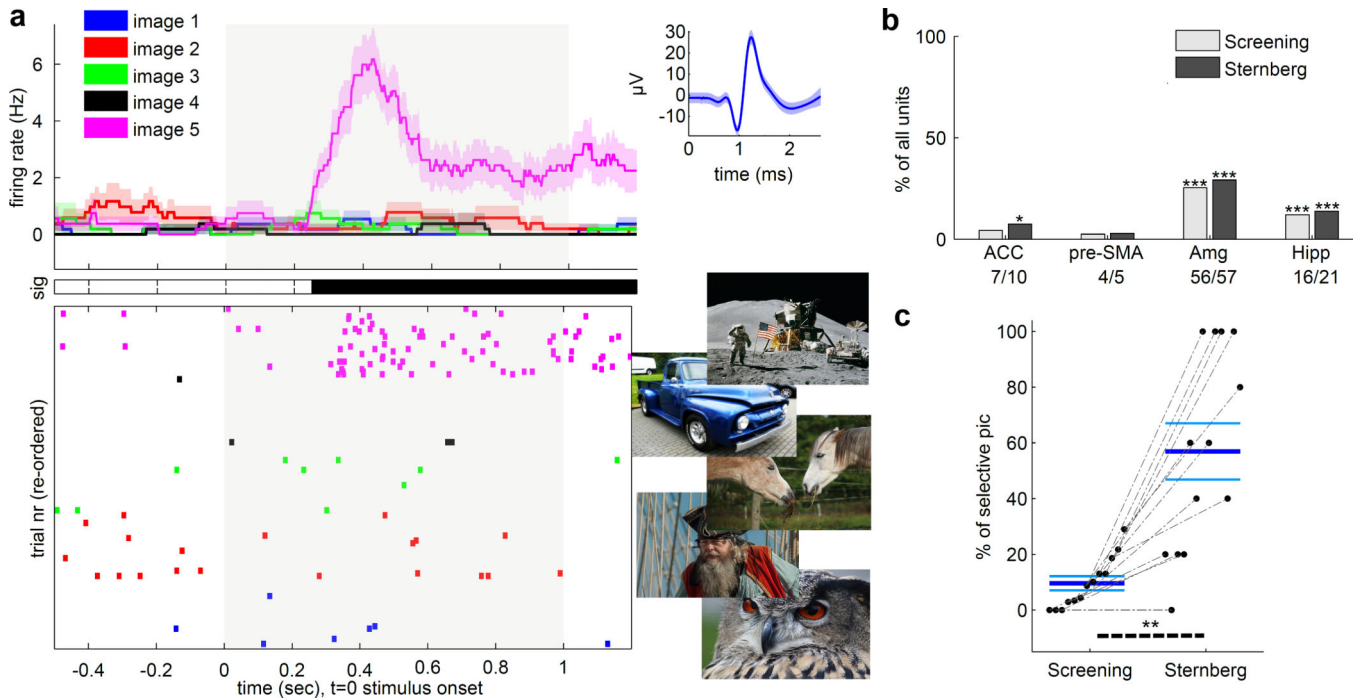 a
image 1
image 2
image 3
image 4
image 5
firing rate (Hz)
6
4
2
0
µV
30
20
10
0
-10
0
1
2
time (ms)
sig
trial nr (re-ordered)
-0.4
-0.2
0
0.2
0.4
0.6
0.8
1
time (sec), t=0 stimulus onset
b
Screening
Sternberg
% of all units
100
50
0
*
***
***
***
***
ACC
pre-SMA
Amg
Hipp
7/10
4/5
56/57
16/21
c
% of selective pic
100
80
60
40
20
0
**
Screening
Sternberg